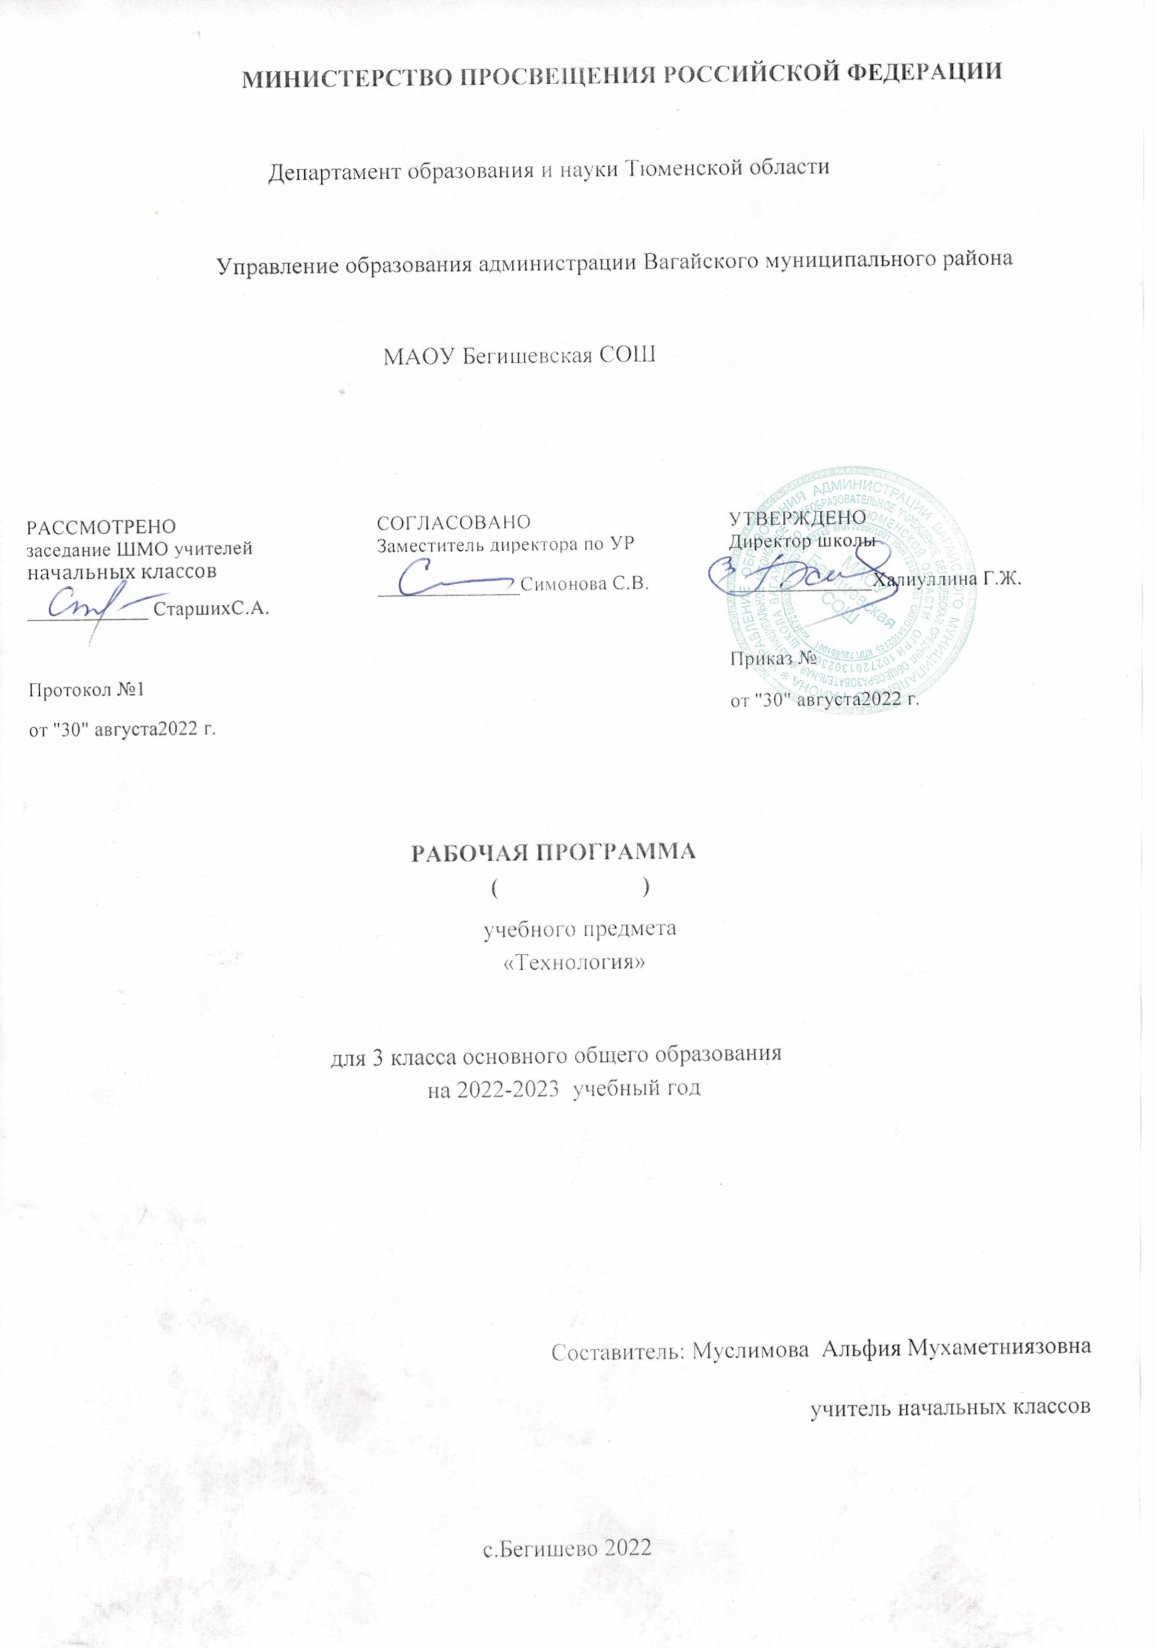 МИНИСТЕРСТВО ПРОСВЕЩЕНИЯ РОССИЙСКОЙ ФЕДЕРАЦИИ
Департамент образования и науки Тюменской области
Управление образования администрации Вагайского муниципального района
МАОУ Бегишевская СОШ
РАССМОТРЕНО
заседание ШМО учителей
начальных классов
СтаршихС.А.
Протокол №1
от "30" августа2022 г.
СОГЛАСОВАНО
Заместитель директора по УР
Симонова С.В.
УТВЕРЖДЕНО
Директор школы
Халиуллина Г.Ж.
Приказ №
от "30" августа2022 г.
РАБОЧАЯ ПРОГРАММА
( )
учебного предмета
«Технология»
для 3 класса основного общего образования
на 2022-2023 учебный год
Составитель: Муслимова Альфия Мухаметниязовна
учитель начальных классов
с.Бегишево 2022